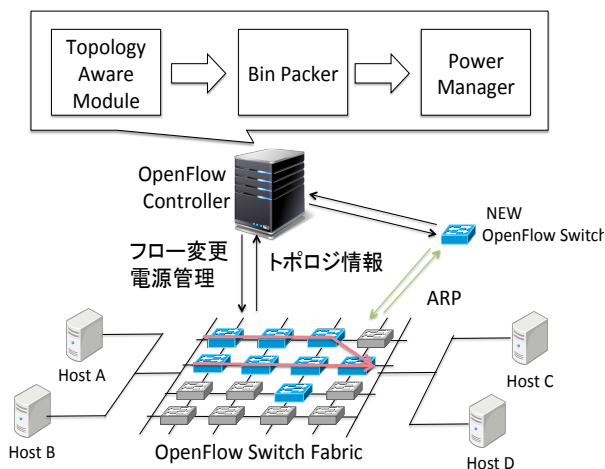 Topology
Aware
Module
Bin Packer
Power
Manager
OpenFlow
Controller
NEW
OpenFlow Switch
フロー変更
電源管理
トポロジ情報
ARP
Host A
Host B
Host C
Host D
OpenFlow Switch Fabric